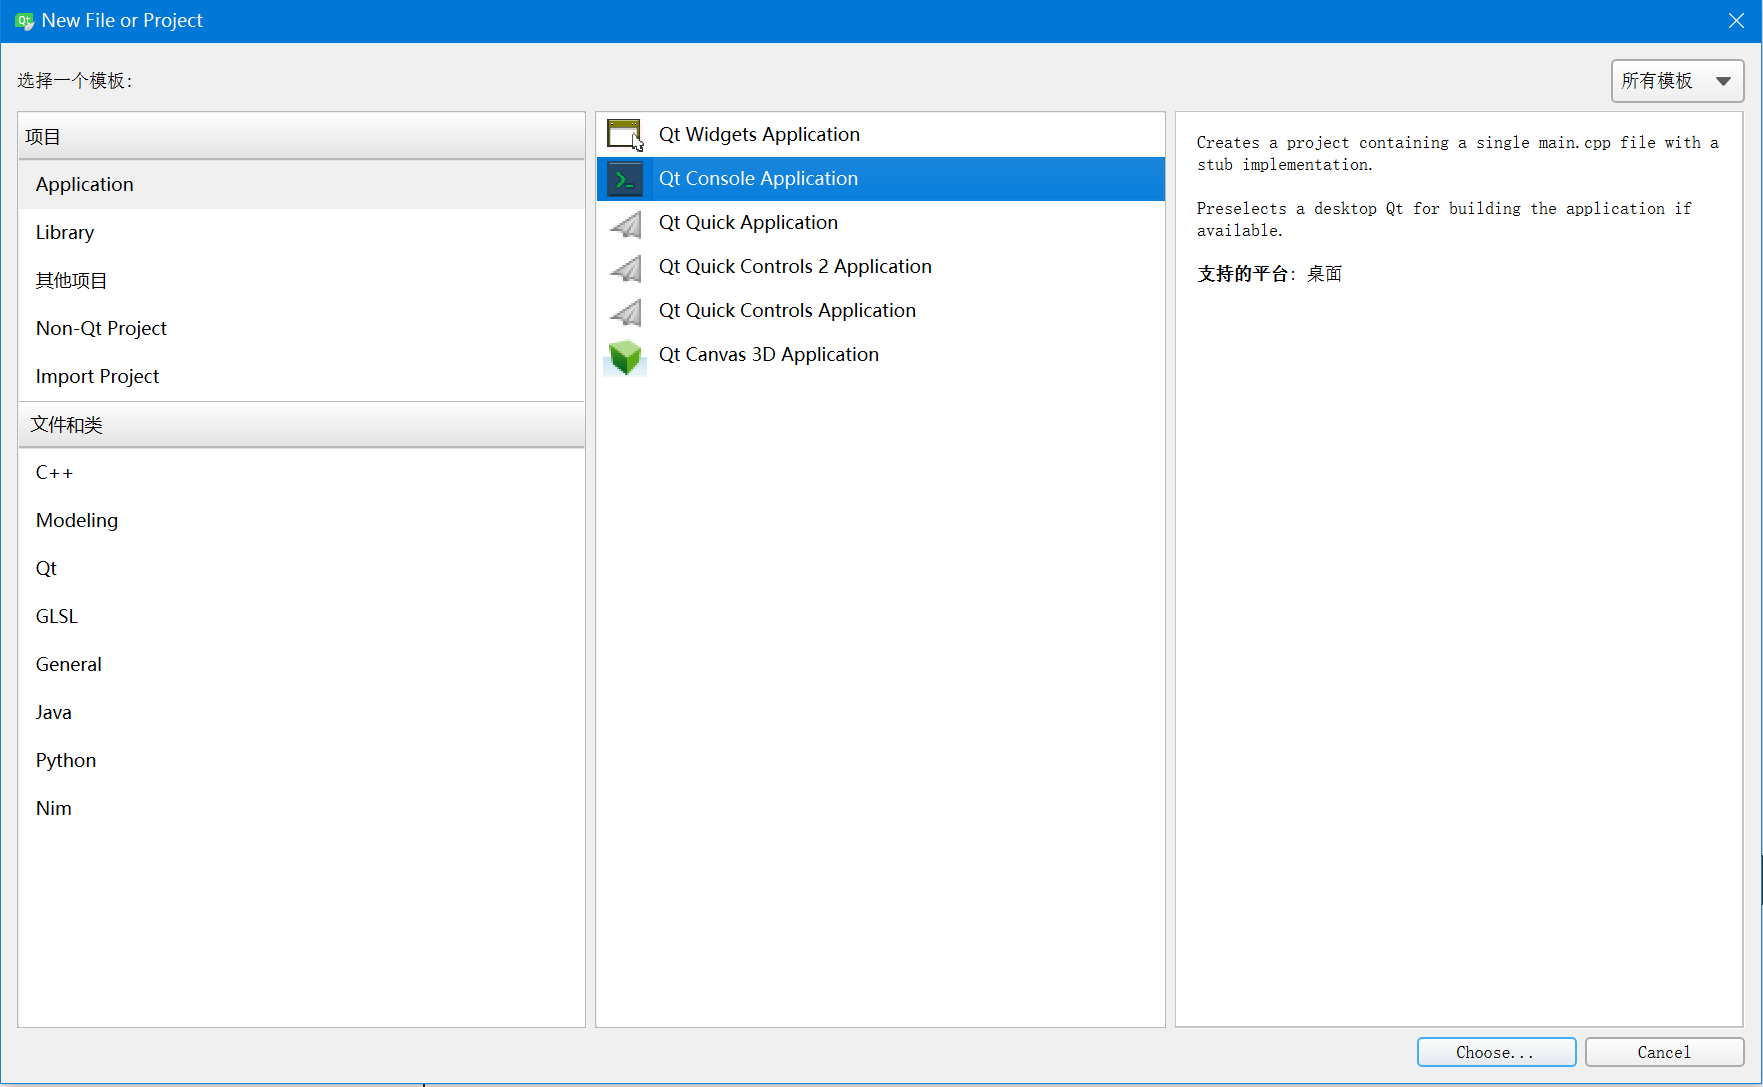 New File or Project
选择一个模板:
所有模板
项目
Application
Library
其他项目
Non-Qt Project
Import Project
文件和类
C++
Modeling
Qt
GLSL
General
Java
Python
Nim
Qt Widgets Application
Qt Console Application
Qt Quick Application
Qt Quick Controls 2 Application
Qt Quick Controls Application
Qt Canvas 3D Application
Creates a project containing a single main.cpp file with a
stub implementation.
Preselects a desktop Qt for building the application if
available.
支持的平台: 桌面
Choose...
Cancel